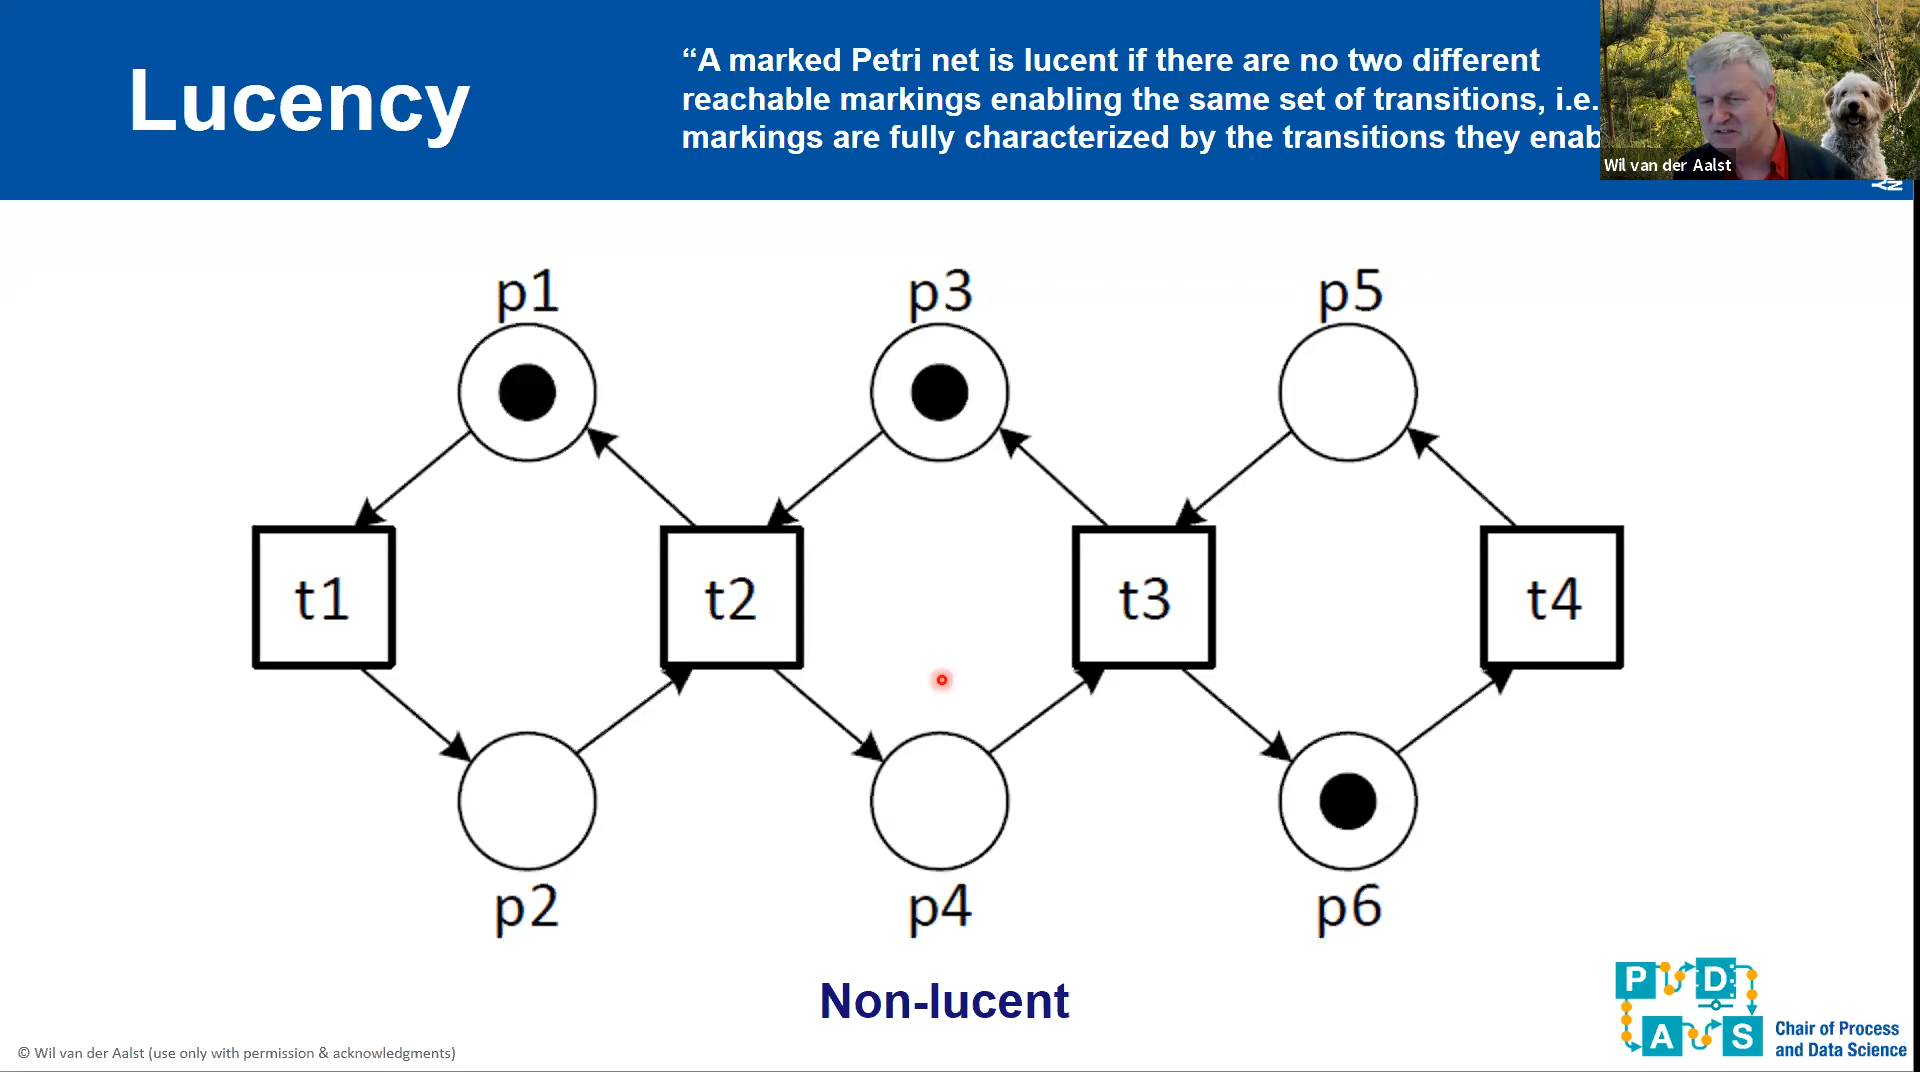 Lucency
“A marked Petri net is lucent if there are no two different
reachable markings enabling the same set of transitions, i.e.
markings are fully characterized by the transitions they
Wil van der Aalst
p1
p3
p5
t1
t2
t3
t4
p2
p4
p6
Non-lucent
P D
A S
Chair of Process
and Data Science
© Wil van der Aalst (use only with permission & acknowledgments)